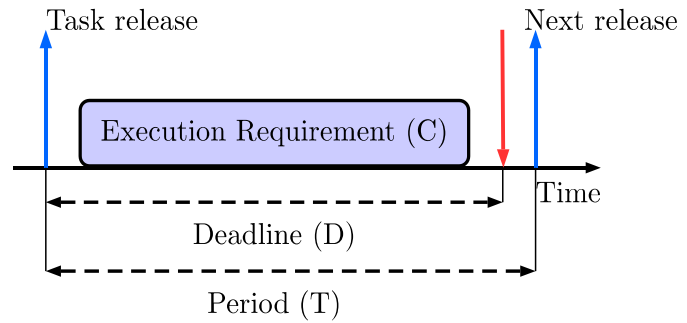 Task release
Next release
Execution Requirement (C)
Time
Deadline (D)
Period (T)